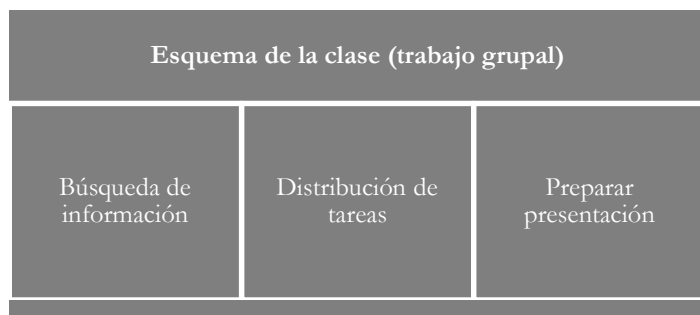 Esquema de la clase (trabajo grupal)
Búsqueda de
información
Distribución de
tareas
Preparar
presentación